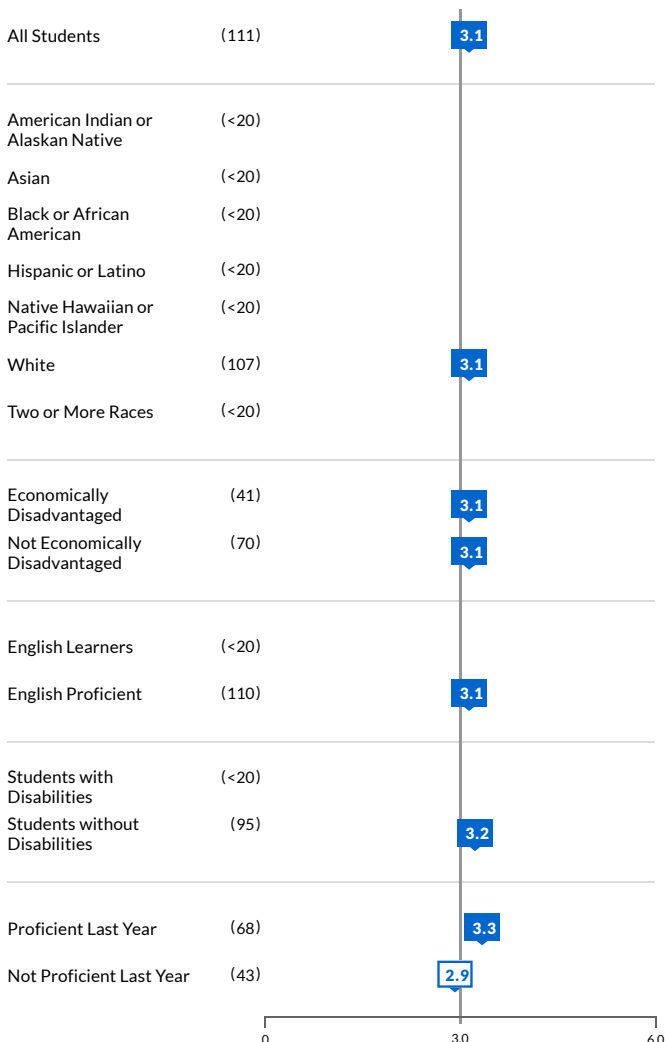 All Students (111) 3.1
American Indian or (<20)
Alaskan Native
Asian (<20)
Black or African (<20)
American
Hispanic or Latino (<20)
Native Hawaiian or (<20)
Pacific Islander
White (107) 3.1
Two or More Races (<20)
Economically (41) 3.1
Disadvantaged
Not Economically (70) 3.1
Disadvantaged
English Learners (<20)
English Proficient (110) 3.1
Students with (<20)
Disabilities
Students without (95) 3.2
Disabilities
Proficient Last Year (68) 3.3
Not Proficient Last Year (43) 2.9
0 3.0 6.0